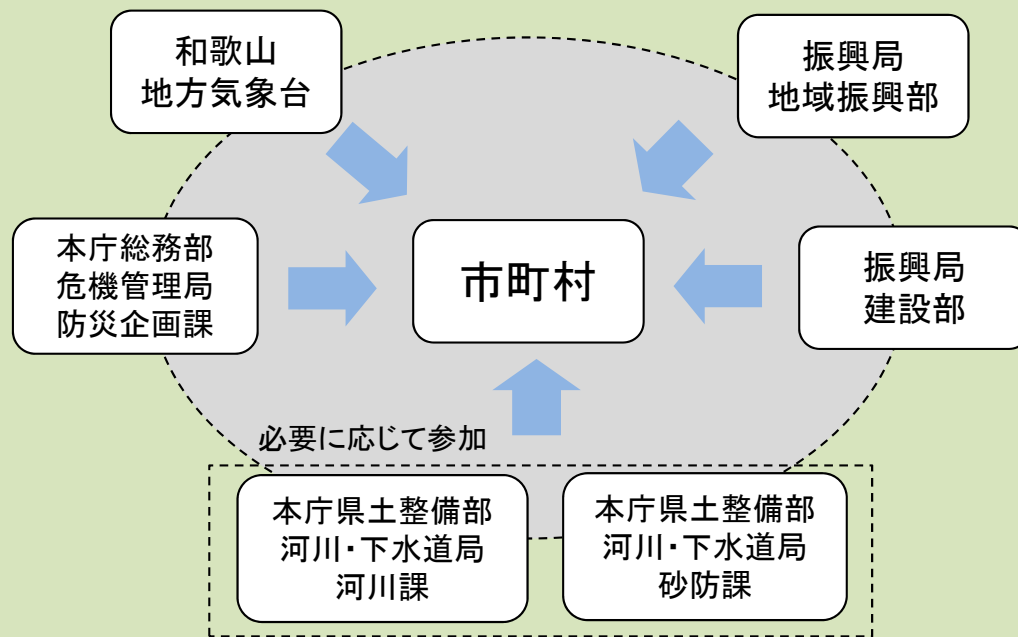 和歌山
地方気象台
振興局
地域振興部
本庁総務部
危機管理局
防災企画課
市町村
振興局
建設部
必要に応じて参加
本庁県土整備部
河川・下水道局
河川課
本庁県土整備部
河川・下水道局
砂防課